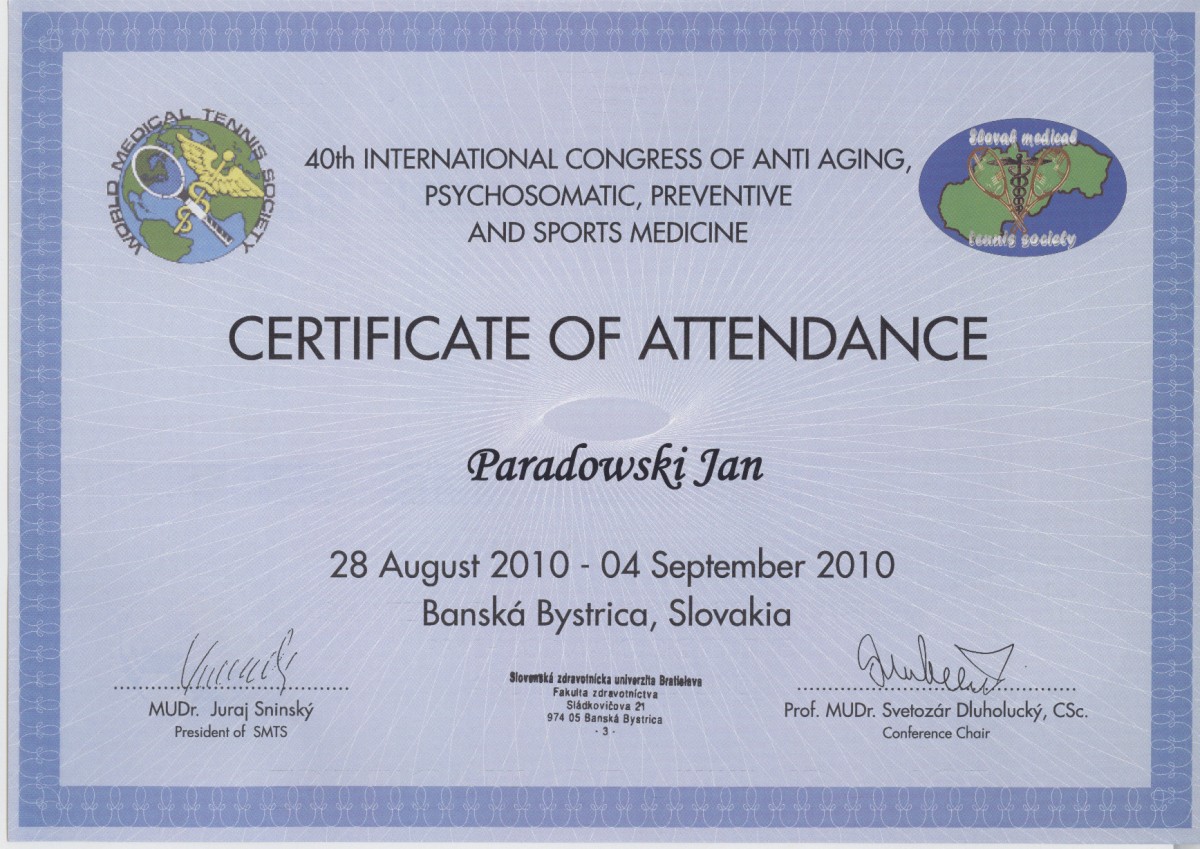 WORLD MEDICAL TENNIS SOCIETY
Slovak medical
tennis society
40th INTERNATIONAL CONGRESS OF ANTI AGING,
PSYCHOSOMATIC, PREVENTIVE
AND SPORTS MEDICINE
CERTIFICATE OF ATTENDANCE
Paradowski Jan
28 August 2010 - 04 September 2010
Banská Bystrica, Slovakia
MUDr. Juraj Sninský
President of SMTS
Slovenská zdravotnícka univerzita Bratislava
Fakulta zdravotníctva
Sládkovičova 21
974 05 Banská Bystrica
- 3 -
Prof. MUDr. Svetozár Dluholucký, CSc.
Conference Chair